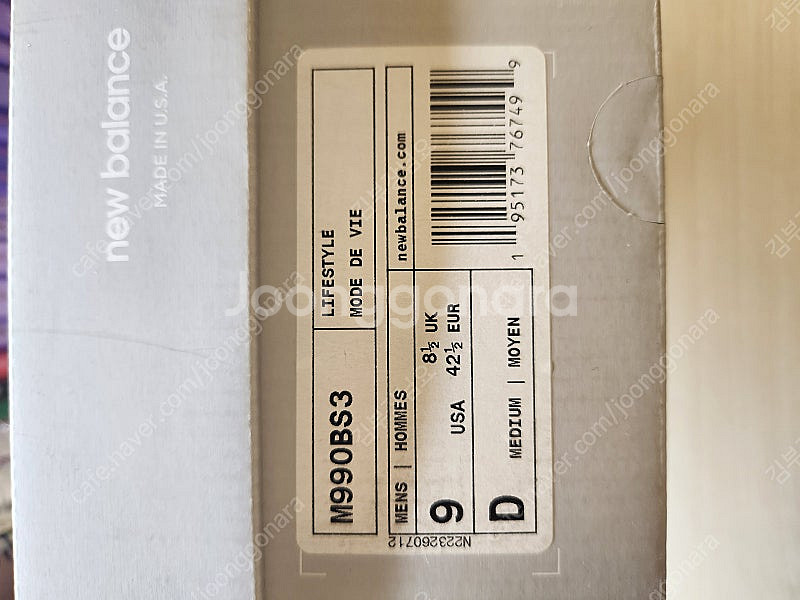 new balance
MADE IN U.S.A.
M990BS3
LIFESTYLE
MODE DE VIE
MENS | HOMMES
newbalance.com
9
USA
8½ UK
42½ EUR
D
MEDIUM | MOYEN
1 95173 76749 9
N223260712
Joonggonara
cafe.naver.com/joonggonara